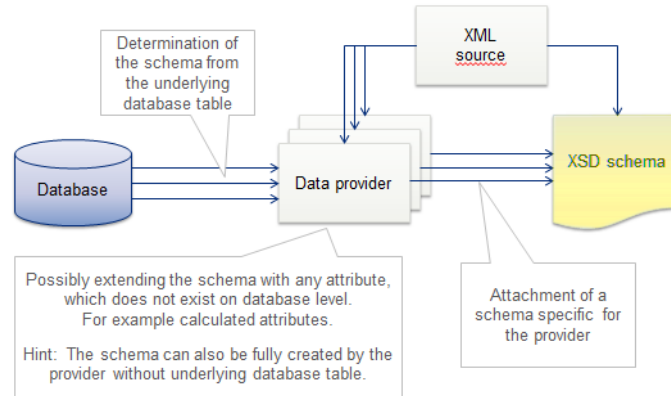 Determination of
the schema from
the underlying
database table
XML
source
Database
Data provider
XSD schema
Possibly extending the schema with any attribute,
which does not exist on database level.
For example calculated attributes.
Hint: The schema can also be fully created by the
provider without underlying database table.
Attachment of a
schema specific for
the provider